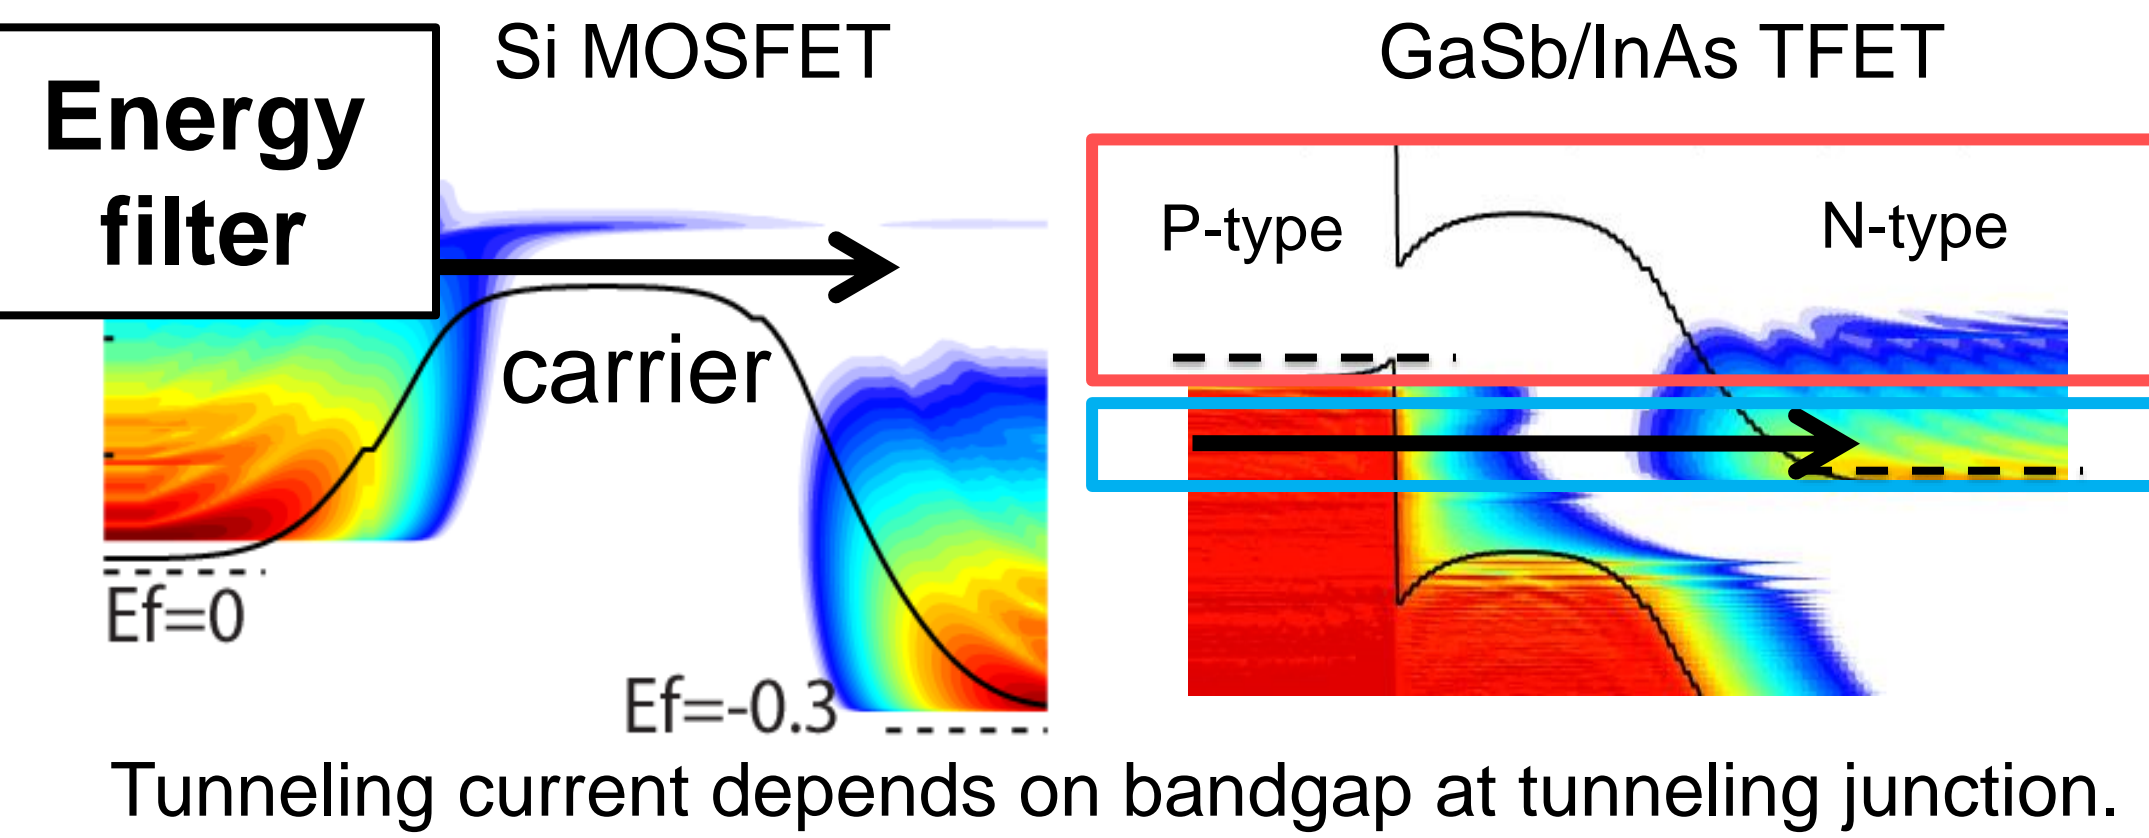 Si MOSFET
GaSb/InAs TFET
Energy
filter
P-type
N-type
carrier
Ef=0
Ef=-0.3
Tunneling current depends on bandgap at tunneling junction.